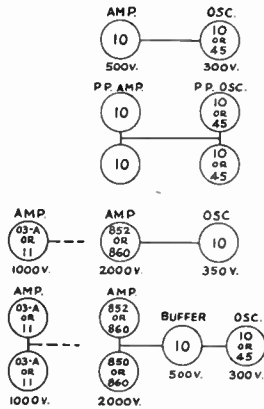 AMP. OSC.
10 10 OR 45
500V. 300V.
P.P. AMP. P.P. OSC.
10 10 OR 45
10 10 OR 45
AMP. AMP OSC
03-A OR 11 852 OR 860 10
1000V. 2000V. 350V.
AMP. AMP.
03-A OR 11 852 OR 860
BUFFER OSC.
03-A OR 11 850 OR 860 10 10 OR 45
1000V. 2000V. 500V. 300V.